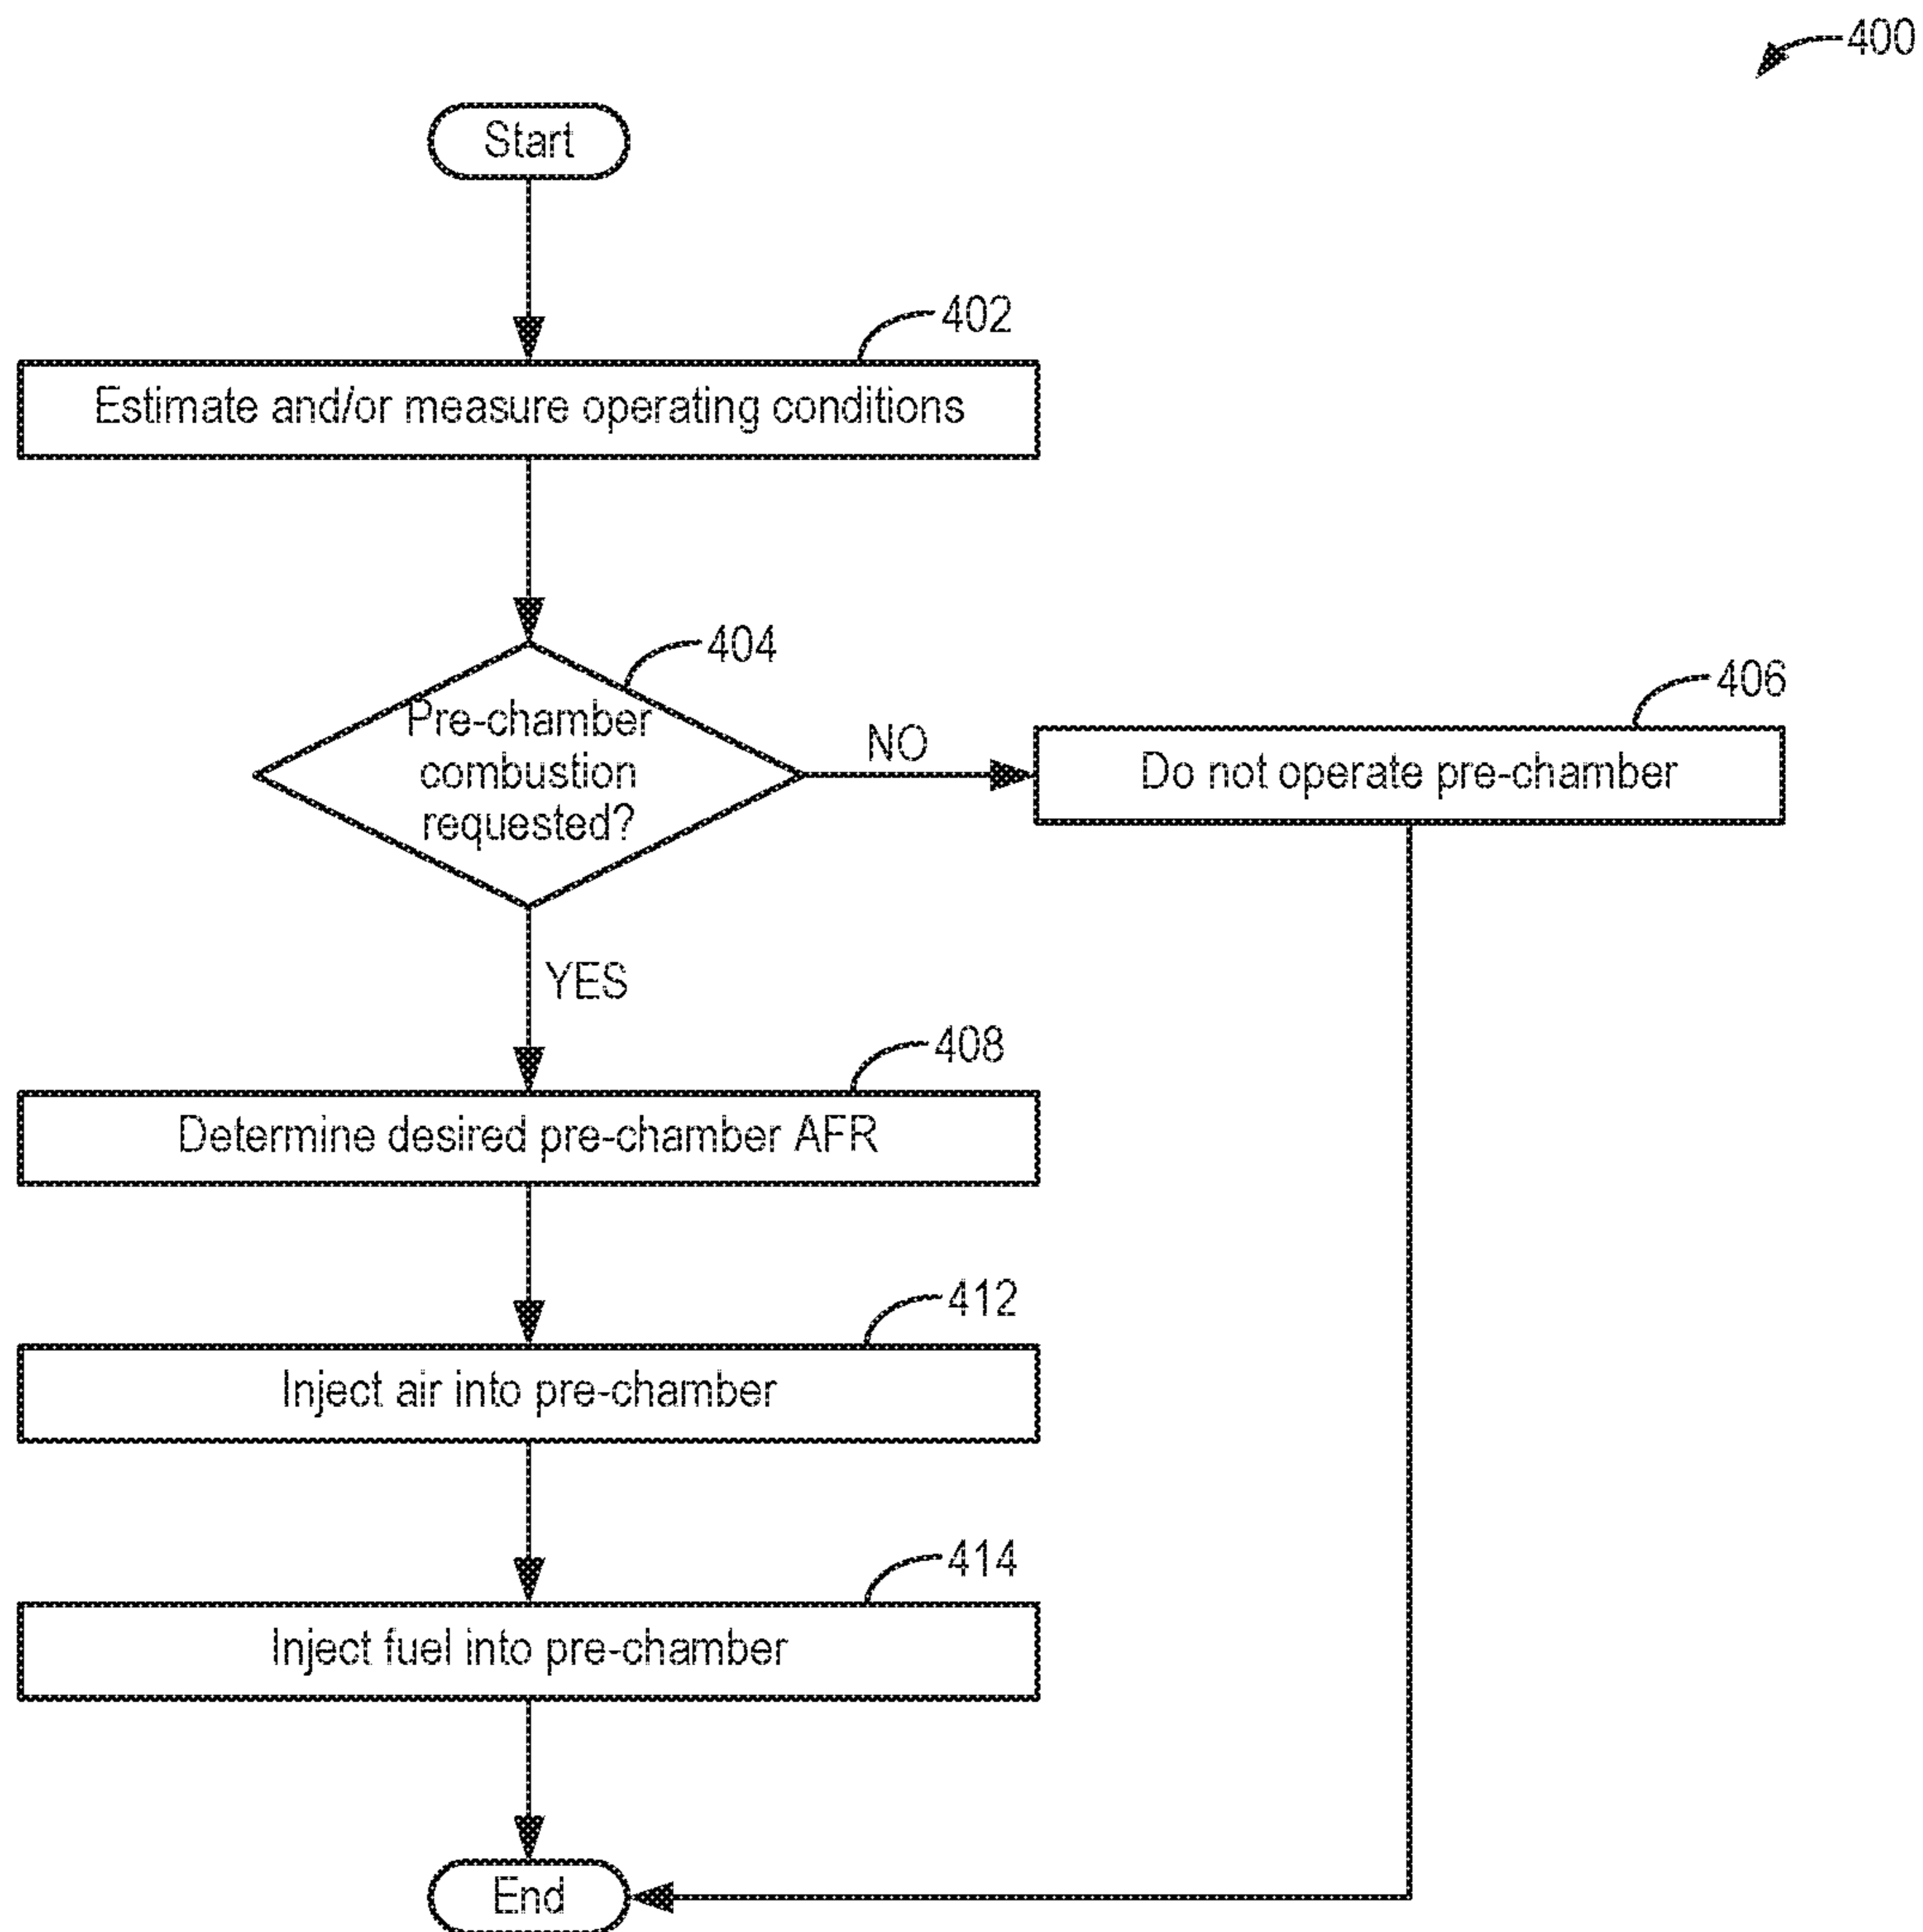 400
Start
402
Estimate and/or measure operating conditions
404
Pre-chamber
combustion
requested?
NO
406
Do not operate pre-chamber
YES
408
Determine desired pre-chamber AFR
412
Inject air into pre-chamber
414
Inject fuel into pre-chamber
End